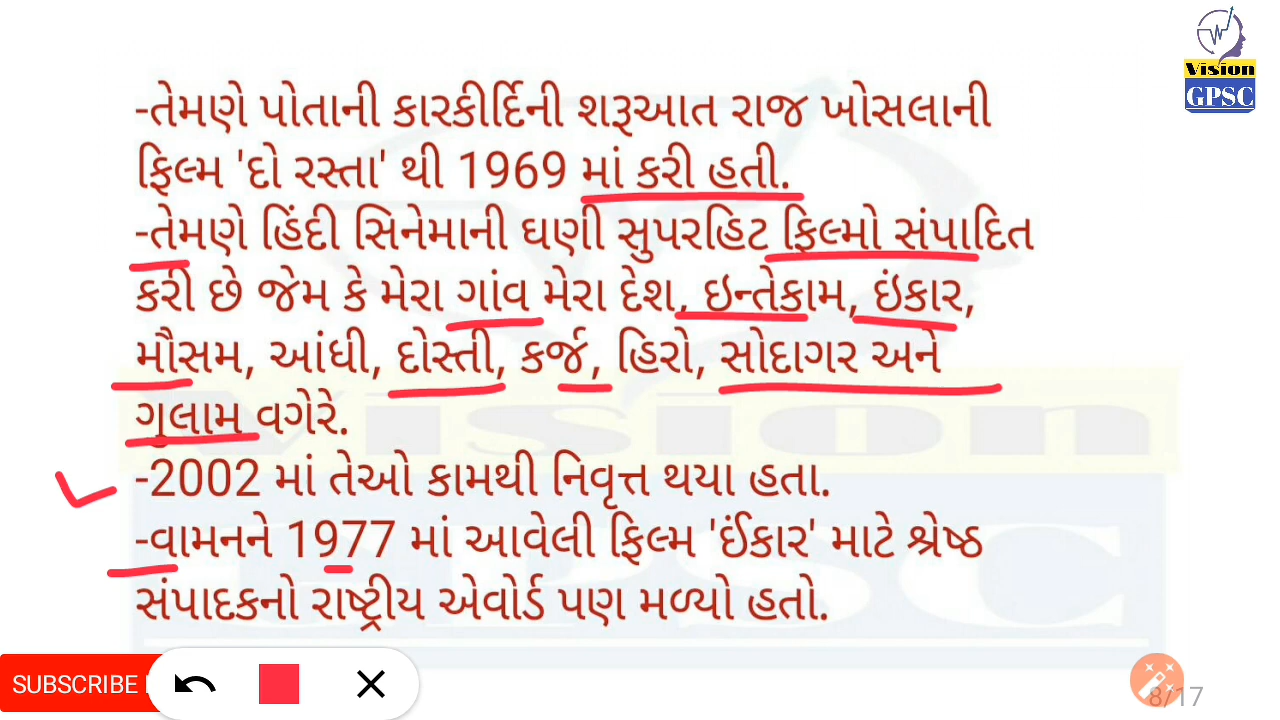 Vision
GPSC
-તેમણે પોતાની કારકીર્દિની શરૂઆત રાજ ખોસલાની
ફિલ્મ 'દો રસ્તા' થી 1969 માં કરી હતી.
-તેમણે હિંદી સિનેમાની ઘણી સુપરહિટ ફિલ્મો સંપાદિત
કરી છે જેમ કે મેરા ગાંવ મેરા દેશ, ઇન્તેકામ, ઇંકાર,
મૌસમ, આંધી, દોસ્તી, કર્જ, હિરો, સોદાગર અને
ગુલામ વગેરે.
-2002 માં તેઓ કામથી નિવૃત્ત થયા હતા.
-વામનને 1977 માં આવેલી ફિલ્મ 'ઈંકાર' માટે શ્રેષ્ઠ
સંપાદકનો રાષ્ટ્રીય એવોર્ડ પણ મળ્યો હતો.
SUBSCRIBE
8/17